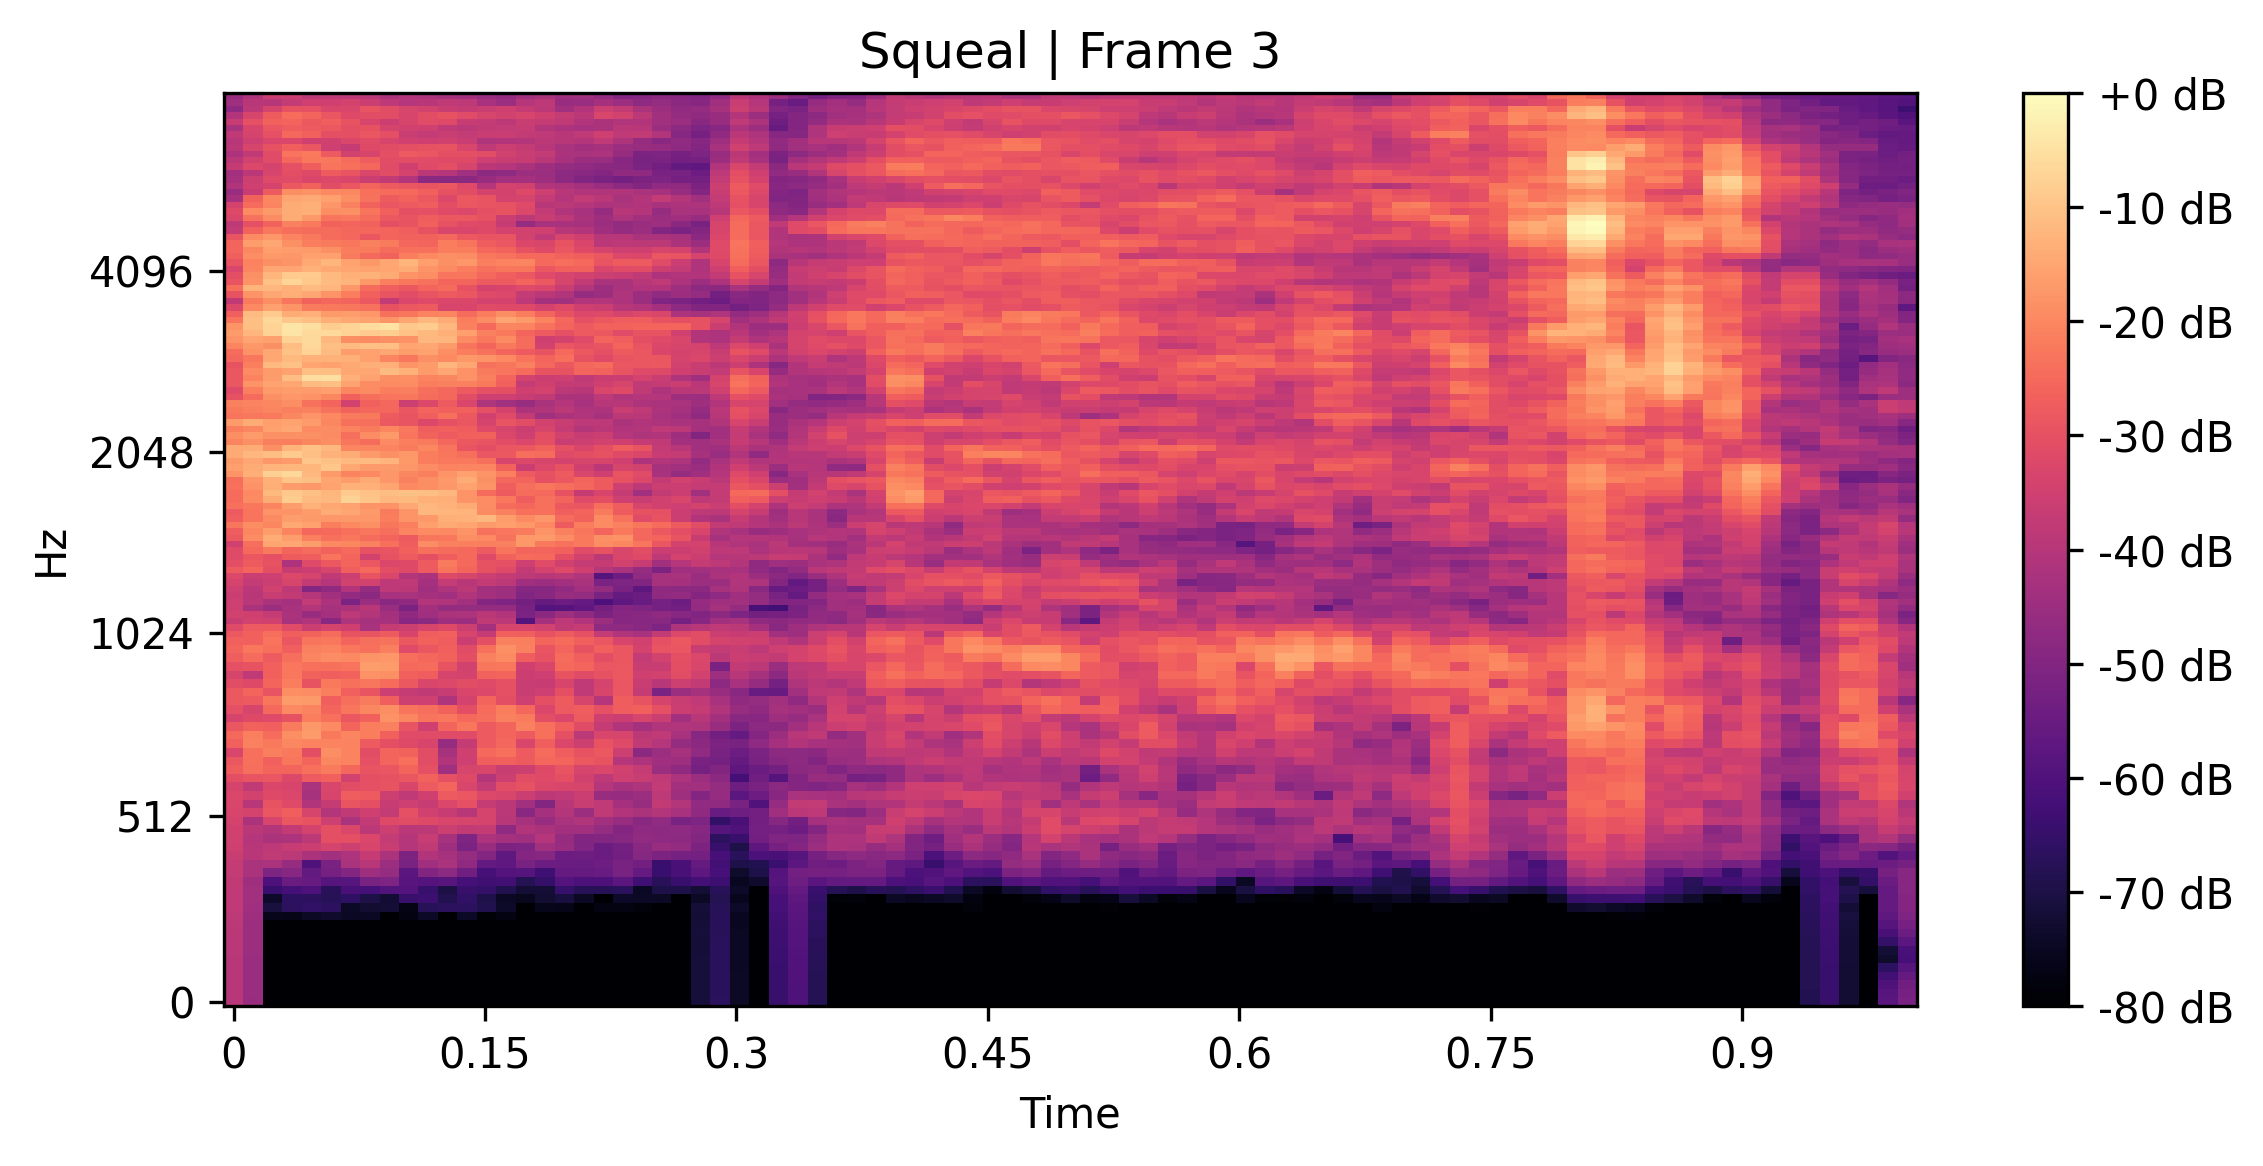 Squeal | Frame 3
+0 dB
-10 dB
-20 dB
-30 dB
-40 dB
-50 dB
-60 dB
-70 dB
-80 dB
Hz
4096
2048
1024
512
0
0 0.15 0.3 0.45 0.6 0.75 0.9
Time